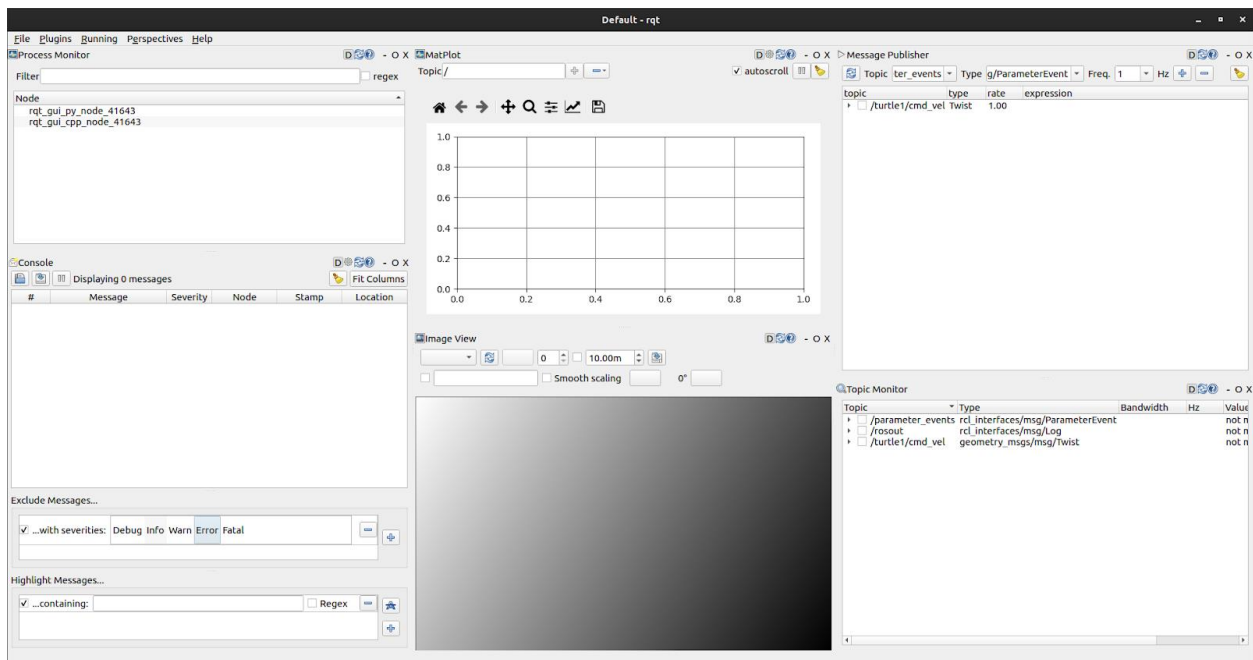 Default - rqt
File Plugins Running Perspectives Help
Process Monitor
D - O X
Filter
regex
Node
rqt_gui_py_node_41643
rqt_gui_cpp_node_41643
Console
D - O X
Displaying 0 messages
Fit Columns
# Message Severity Node Stamp Location
Exclude Messages...
...with severities: Debug Info Warn Error Fatal
Highlight Messages...
...containing:
Regex
MatPlot
D - O X
Topic /
autoscroll
1.0
0.8
0.6
0.4
0.2
0.0
0.0 0.2 0.4 0.6 0.8 1.0
Image View
D - O X
0 10.00m
Smooth scaling 0°
Message Publisher
D - O X
Topic ter_events Type g/ParameterEvent Freq. 1 Hz
topic type rate expression
/turtle1/cmd_vel Twist 1.00
Topic Monitor
D - O X
Topic Type Bandwidth Hz Value
/parameter_events rcl_interfaces/msg/ParameterEvent not n
/rosout rcl_interfaces/msg/Log not n
/turtle1/cmd_vel geometry_msgs/msg/Twist not n